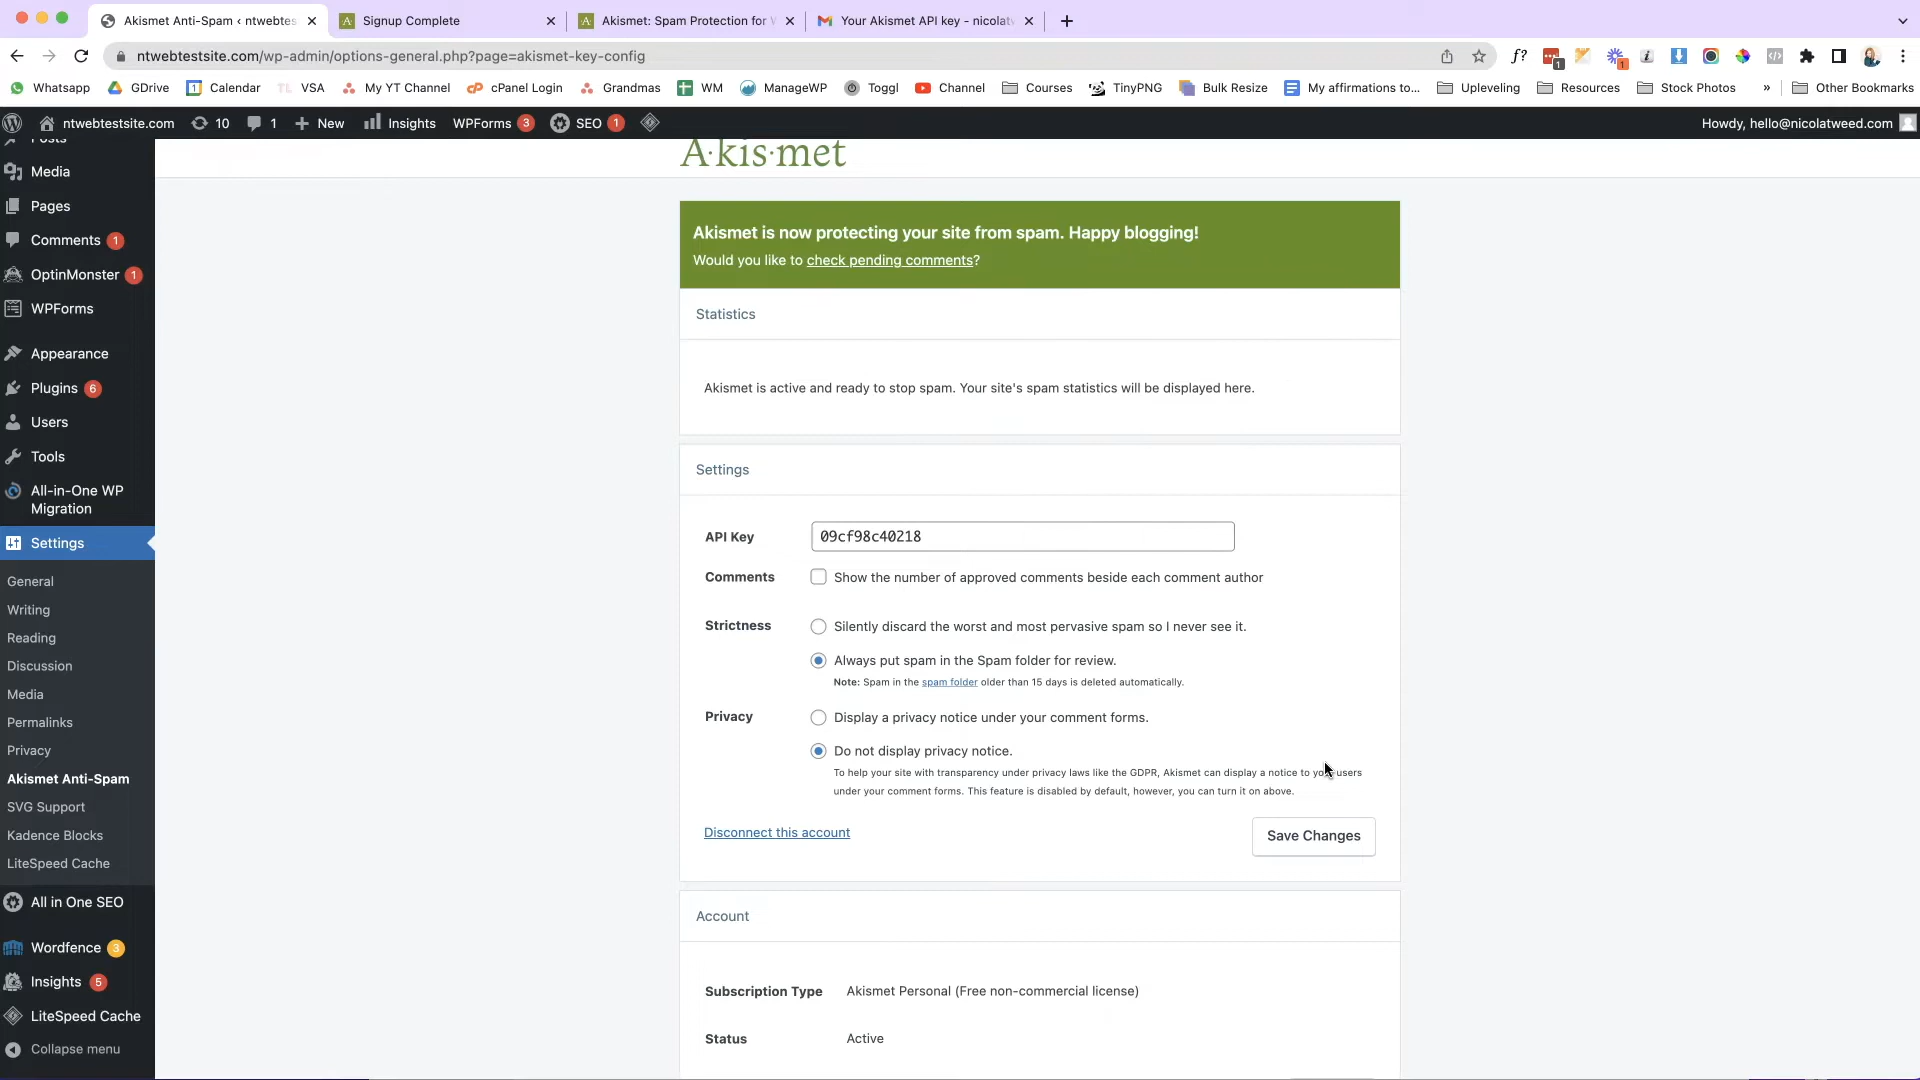 Akismet Anti-Spam ‹ ntwebtes
Signup Complete
Akismet: Spam Protection for
Your Akismet API key - nicolat
ntwebtestsite.com/wp-admin/options-general.php?page=akismet-key-config
Whatsapp
GDrive
Calendar
VSA
My YT Channel
cPanel Login
Grandmas
WM
ManageWP
Toggl
Channel
Courses
TinyPNG
Bulk Resize
My affirmations to...
Upleveling
Resources
Stock Photos
»
Other Bookmarks
ntwebtestsite.com
10
1
New
Insights
WPForms 3
SEO 1
Howdy, hello@nicolatweed.com
Posts
Media
Pages
Comments 1
OptinMonster 1
WPForms
Appearance
Plugins 6
Users
Tools
All-in-One WP
Migration
Settings
General
Writing
Reading
Discussion
Media
Permalinks
Privacy
Akismet Anti-Spam
SVG Support
Kadence Blocks
LiteSpeed Cache
All in One SEO
Wordfence 3
Insights 5
LiteSpeed Cache
Collapse menu
A·kis·met
Akismet is now protecting your site from spam. Happy blogging!
Would you like to check pending comments?
Statistics
Akismet is active and ready to stop spam. Your site's spam statistics will be displayed here.
Settings
API Key
09cf98c40218
Comments
Show the number of approved comments beside each comment author
Strictness
Silently discard the worst and most pervasive spam so I never see it.
Always put spam in the Spam folder for review.
Note: Spam in the spam folder older than 15 days is deleted automatically.
Privacy
Display a privacy notice under your comment forms.
Do not display privacy notice.
To help your site with transparency under privacy laws like the GDPR, Akismet can display a notice to your users
under your comment forms. This feature is disabled by default, however, you can turn it on above.
Disconnect this account
Save Changes
Account
Subscription Type
Akismet Personal (Free non-commercial license)
Status
Active